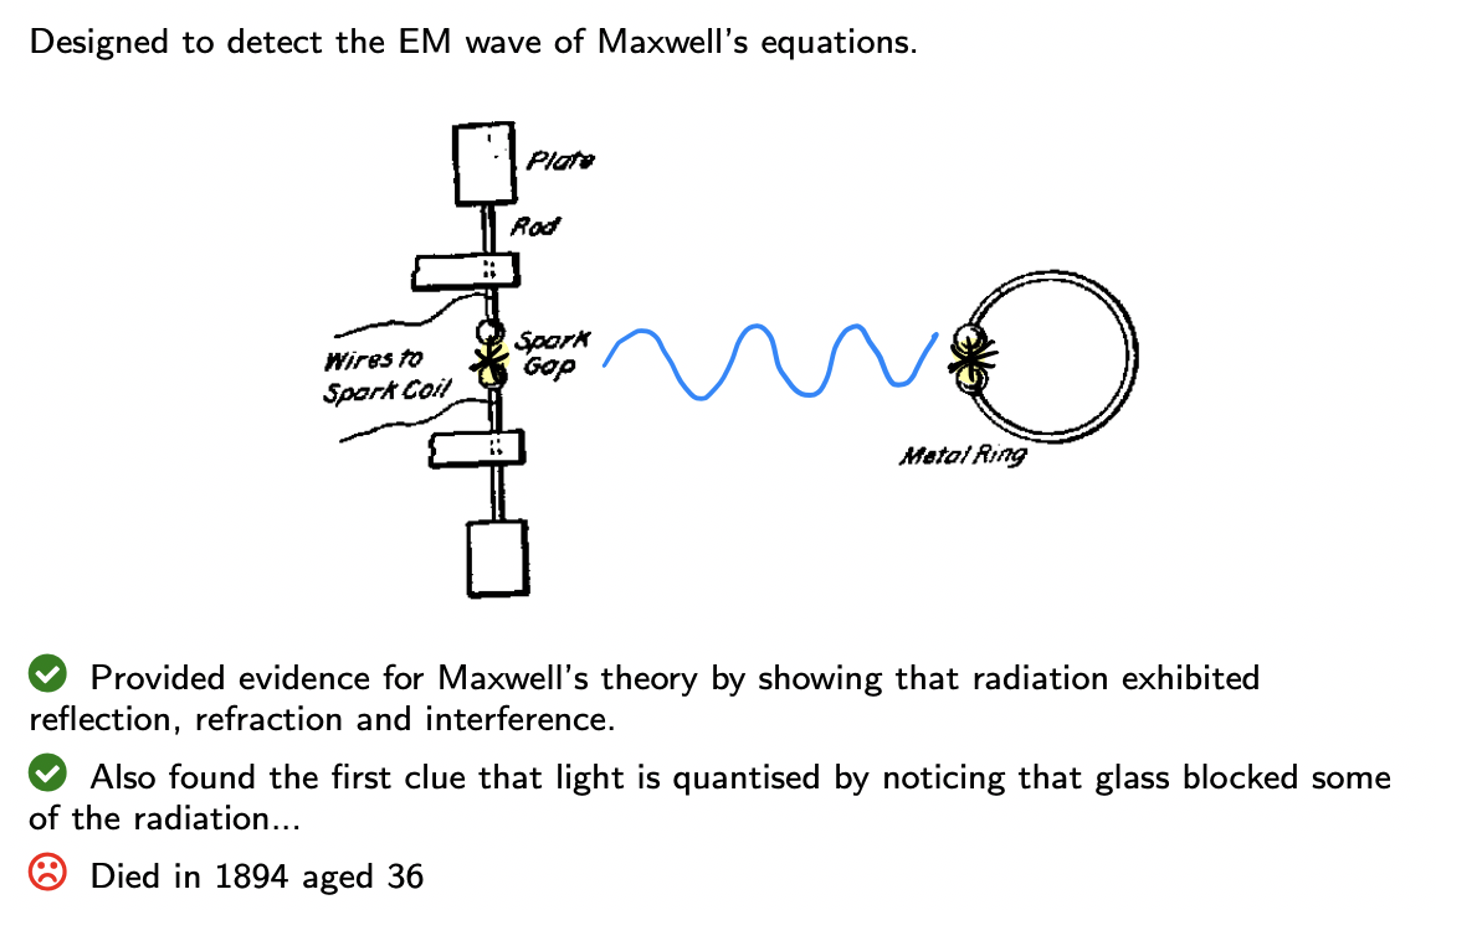 Designed to detect the EM wave of Maxwell's equations.
Plate
Rod
Spark
Gap
Wires to
Spark Coil
Metal Ring
Provided evidence for Maxwell's theory by showing that radiation exhibited
reflection, refraction and interference.
Also found the first clue that light is quantised by noticing that glass blocked some
of the radiation...
Died in 1894 aged 36